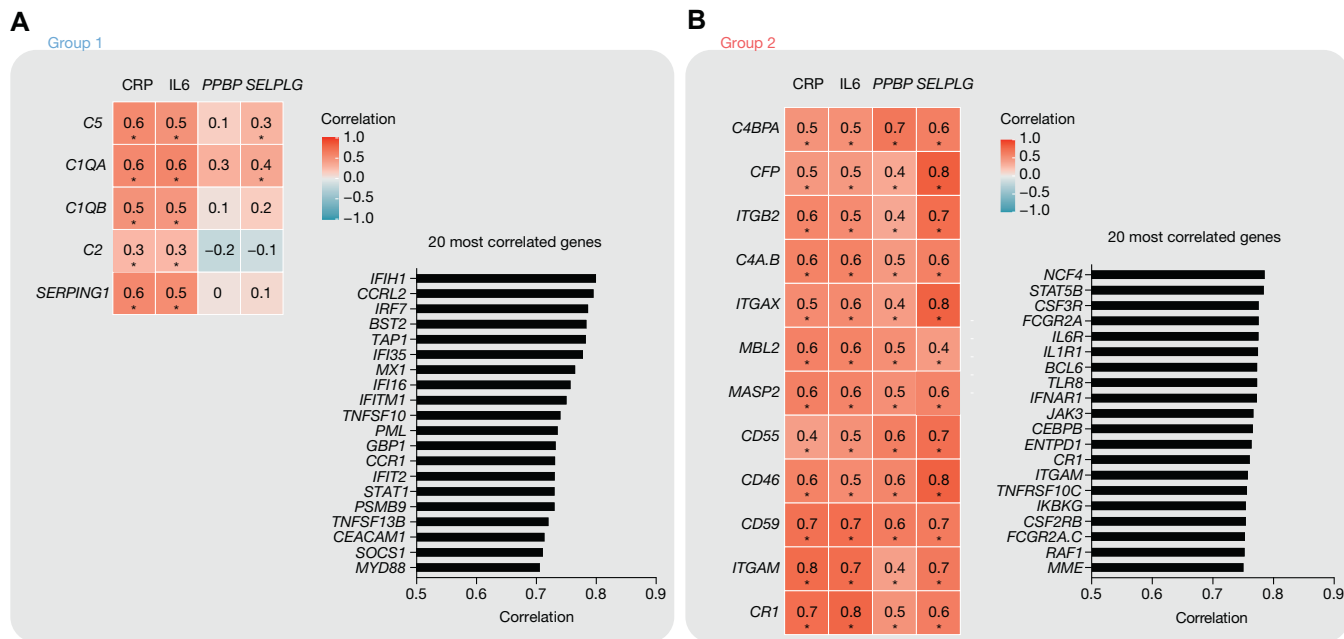 A
Group 1
CRP IL6 PPBP SELPLG
C5 0.6 * 0.5 * 0.1 0.3 *
C1QA 0.6 * 0.6 * 0.3 0.4 *
C1QB 0.5 * 0.5 * 0.1 0.2
C2 0.3 * 0.3 * −0.2 −0.1
SERPING1 0.6 * 0.5 * 0 0.1
Correlation
1.0
0.5
0.0
−0.5
−1.0
20 most correlated genes
IFIH1
CCRL2
IRF7
BST2
TAP1
IFI35
MX1
IFI16
IFITM1
TNFSF10
PML
GBP1
CCR1
IFIT2
STAT1
PSMB9
TNFSF13B
CEACAM1
SOCS1
MYD88
0.5 0.6 0.7 0.8 0.9
Correlation
B
Group 2
CRP IL6 PPBP SELPLG
C4BPA 0.5 * 0.5 * 0.7 * 0.6 *
CFP 0.5 * 0.5 * 0.4 * 0.8 *
ITGB2 0.6 * 0.5 * 0.4 * 0.7 *
C4A.B 0.6 * 0.6 * 0.5 * 0.6 *
ITGAX 0.5 * 0.6 * 0.4 * 0.8 *
MBL2 0.6 * 0.6 * 0.5 * 0.4 *
MASP2 0.6 * 0.6 * 0.5 * 0.6 *
CD55 0.4 * 0.5 * 0.6 * 0.7 *
CD46 0.6 * 0.5 * 0.6 * 0.8 *
CD59 0.7 * 0.7 * 0.6 * 0.7 *
ITGAM 0.8 * 0.7 * 0.4 * 0.7 *
CR1 0.7 * 0.8 * 0.5 * 0.6 *
Correlation
1.0
0.5
0.0
−0.5
−1.0
20 most correlated genes
NCF4
STAT5B
CSF3R
FCGR2A
IL6R
IL1R1
BCL6
TLR8
IFNAR1
JAK3
CEBPB
ENTPD1
CR1
ITGAM
TNFRSF10C
IKBKG
CSF2RB
FCGR2A.C
RAF1
MME
0.5 0.6 0.7 0.8 0.9
Correlation